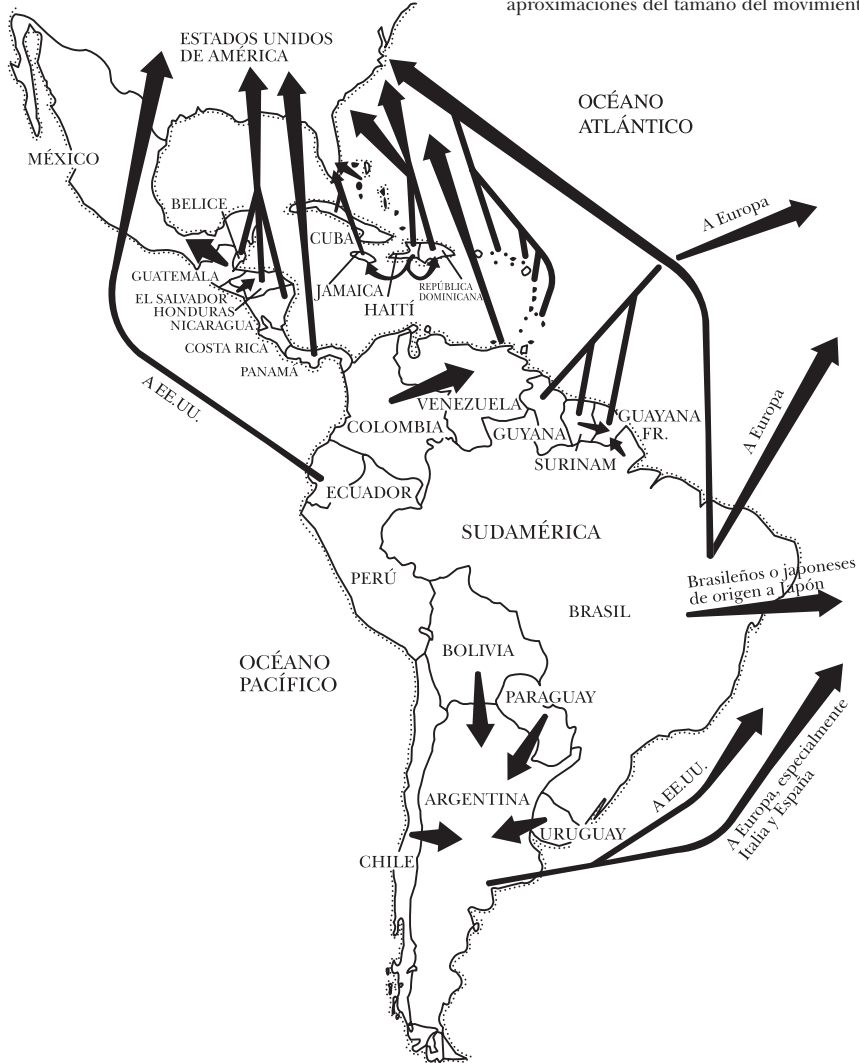 aproximaciones del tamaño del movimient
ESTADOS UNIDOS
DE AMÉRICA
OCÉANO
ATLÁNTICO
MÉXICO
A Europa
BELICE
CUBA
GUATEMALA
JAMAICA
REPÚBLICA
DOMINICANA
EL SALVADOR
HAITÍ
HONDURAS
NICARAGUA
COSTA RICA
PANAMÁ
A EE.UU.
VENEZUELA
COLOMBIA
GUYANA
GUAYANA
FR.
SURINAM
A Europa
ECUADOR
SUDAMÉRICA
PERÚ
Brasileños o japoneses
de origen a Japón
BRASIL
BOLIVIA
OCÉANO
PACÍFICO
PARAGUAY
ARGENTINA
A EE.UU.
A Europa, especialmente
Italia y España
URUGUAY
CHILE